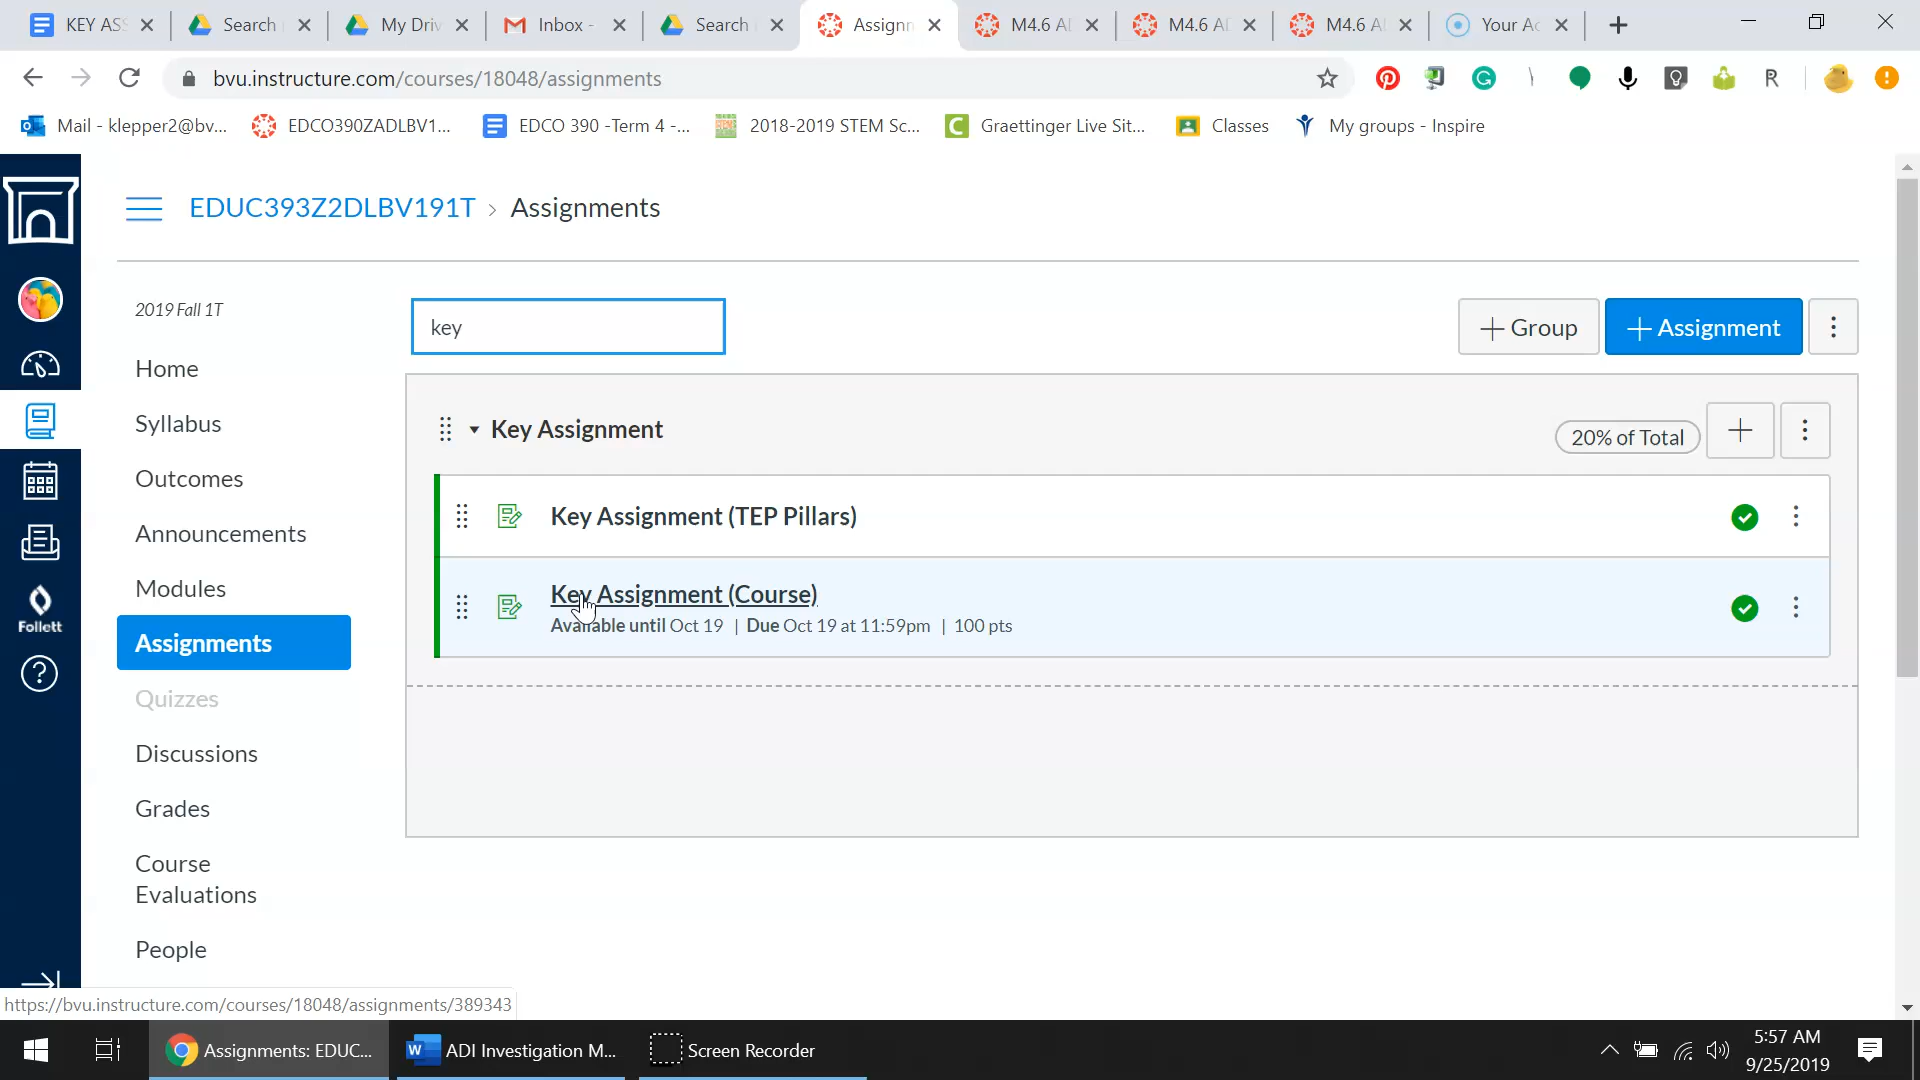 KEY ASS
Search
My Driv
Inbox -
Search
Assignn
M4.6 A
M4.6 A
M4.6 A
Your Ac
bvu.instructure.com/courses/18048/assignments
Mail - klepper2@bv...
EDCO390ZADLBV1...
EDCO 390 -Term 4 -...
2018-2019 STEM Sc...
Graettinger Live Sit...
Classes
My groups - Inspire
EDUC393Z2DLBV191T > Assignments
2019 Fall 1T
key
+ Group
+ Assignment
Home
Syllabus
Outcomes
Announcements
Modules
Assignments
Quizzes
Discussions
Grades
Course
Evaluations
People
Follett
Key Assignment
20% of Total
Key Assignment (TEP Pillars)
Key Assignment (Course)
Available until Oct 19 | Due Oct 19 at 11:59pm | 100 pts
https://bvu.instructure.com/courses/18048/assignments/389343
Assignments: EDUC...
ADI Investigation M...
Screen Recorder
5:57 AM
9/25/2019